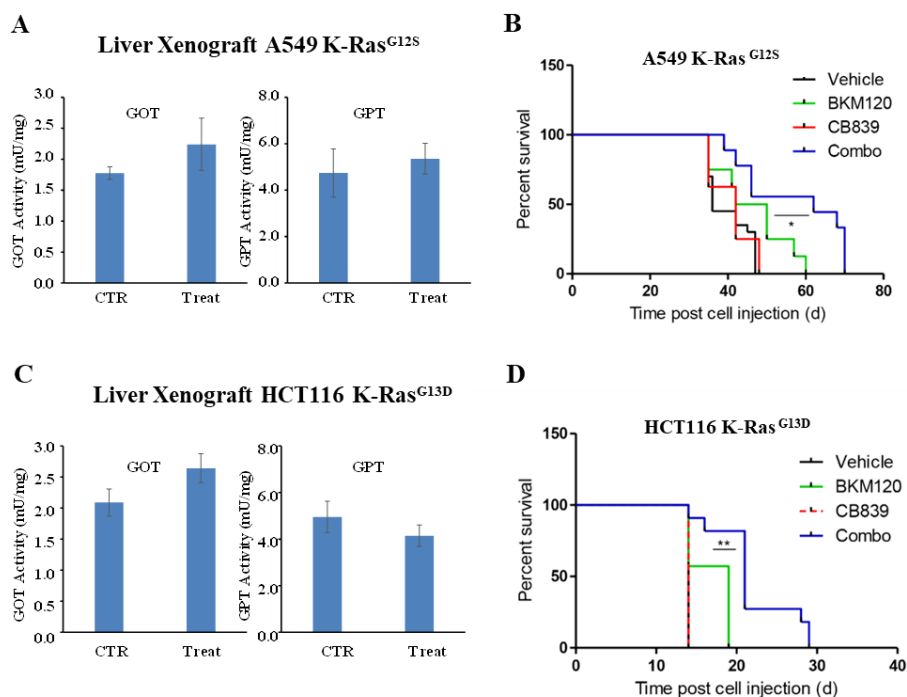 A
Liver Xenograft A549 K-Ras^G12S
3.0
2.5
2.0
1.5
1.0
0.5
0.0
GOT Activity (mU/mg)
GOT
CTR
Treat
8.0
6.0
4.0
2.0
0.0
GPT Activity (mU/mg)
GPT
CTR
Treat
B
A549 K-Ras G12S
150
100
50
0
Percent survival
Vehicle
BKM120
CB839
Combo
*
0
20
40
60
80
Time post cell injection (d)
C
Liver Xenograft HCT116 K-Ras^G13D
3.0
2.5
2.0
1.5
1.0
0.5
0.0
GOT Activity (mU/mg)
GOT
CTR
Treat
8.0
6.0
4.0
2.0
0.0
GPT Activity (mU/mg)
GPT
CTR
Treat
D
HCT116 K-Ras G13D
150
100
50
0
Percent survival
Vehicle
BKM120
CB839
Combo
**
0
10
20
30
40
Time post cell injection (d)